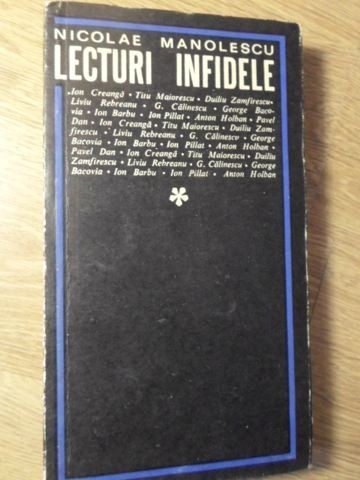 NICOLAE MANOLESCU
LECTURI INFIDELE
Ion Creangă · Titu Maiorescu · Duiliu Zamfirescu·
Liviu Rebreanu · G. Călinescu · George Baco-
via · Ion Barbu · Ion Pillat · Anton Holban · Pavel
Dan · Ion Creangă · Titu Maiorescu · Duiliu Zam-
firescu · Liviu Rebreanu · G. Călinescu · George
Bacovia · Ion Barbu · Ion Pillat · Anton Holban ·
Pavel Dan · Ion Creangă · Titu Maiorescu · Duiliu
Zamfirescu · Liviu Rebreanu · G. Călinescu · George
Bacovia · Ion Barbu · Ion Pillat · Anton Holban
*